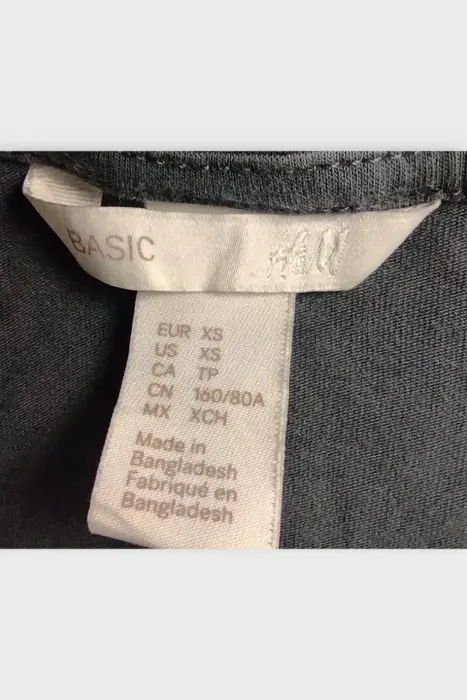 BASIC
H&M
EUR XS
US XS
CA TP
CN 160/80A
MX XCH
Made in
Bangladesh
Fabriqué en
Bangladesh